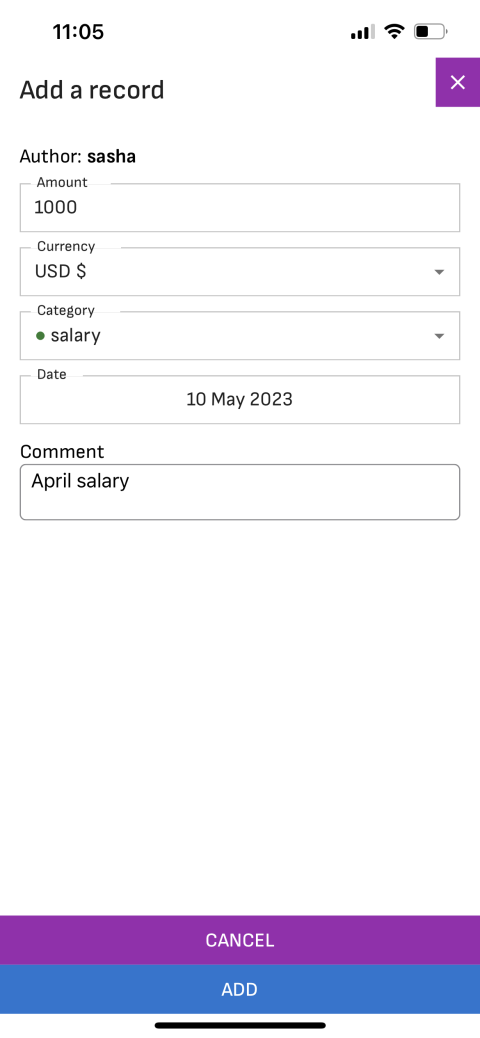 11:05
Add a record
Author: sasha
Amount
1000
Currency
USD $
Category
salary
Date
10 May 2023
Comment
April salary
CANCEL
ADD